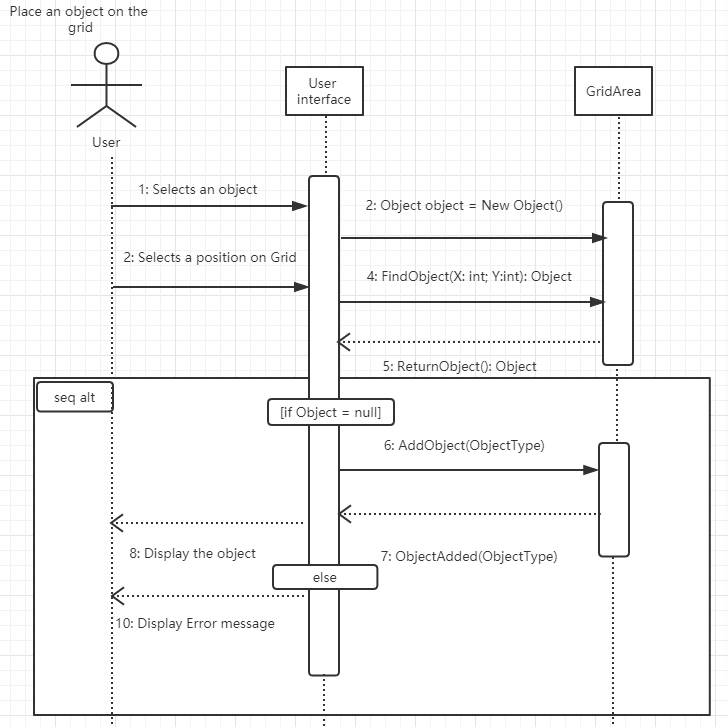 Place an object on the
grid
User
interface
GridArea
User
1: Selects an object
2: Object object = New Object()
2: Selects a position on Grid
4: FindObject(X: int; Y:int): Object
5: ReturnObject(): Object
seq alt
[if Object = null]
6: AddObject(ObjectType)
8: Display the object
7: ObjectAdded(ObjectType)
else
10: Display Error message